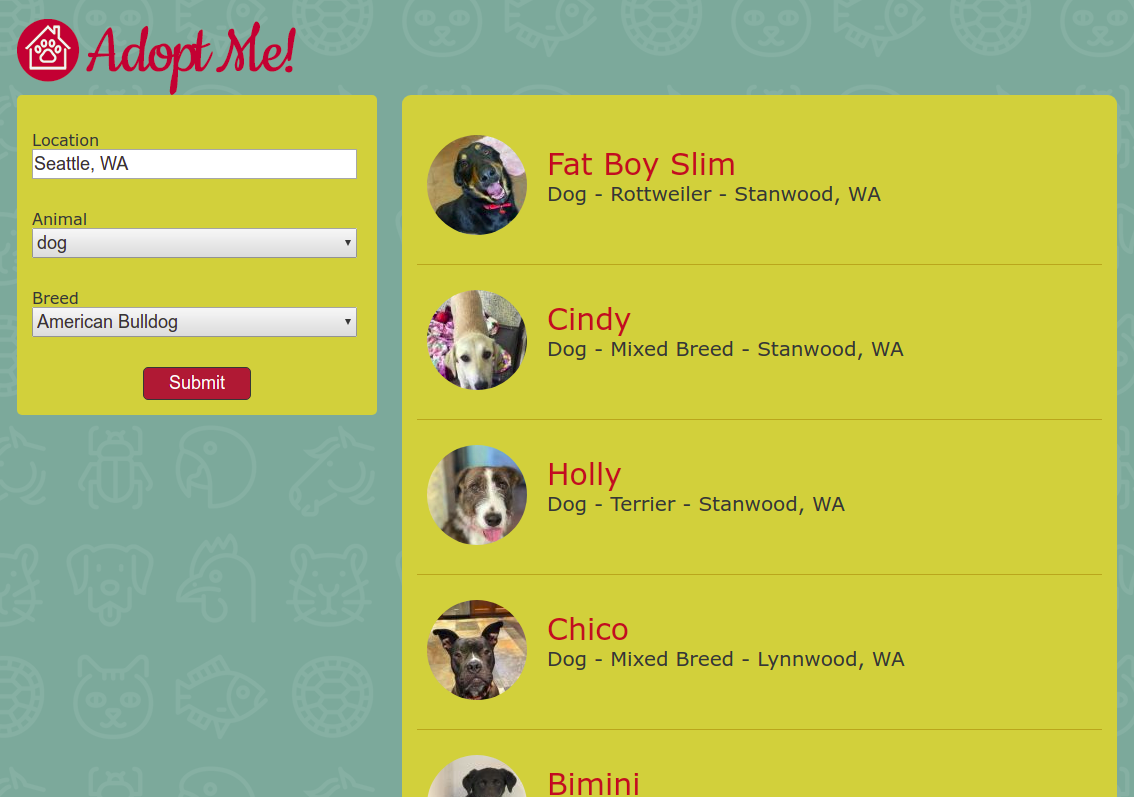 Adopt Me!
Location
Seattle, WA
Animal
dog
Breed
American Bulldog
Submit
Fat Boy Slim
Dog - Rottweiler - Stanwood, WA
Cindy
Dog - Mixed Breed - Stanwood, WA
Holly
Dog - Terrier - Stanwood, WA
Chico
Dog - Mixed Breed - Lynnwood, WA
Bimini